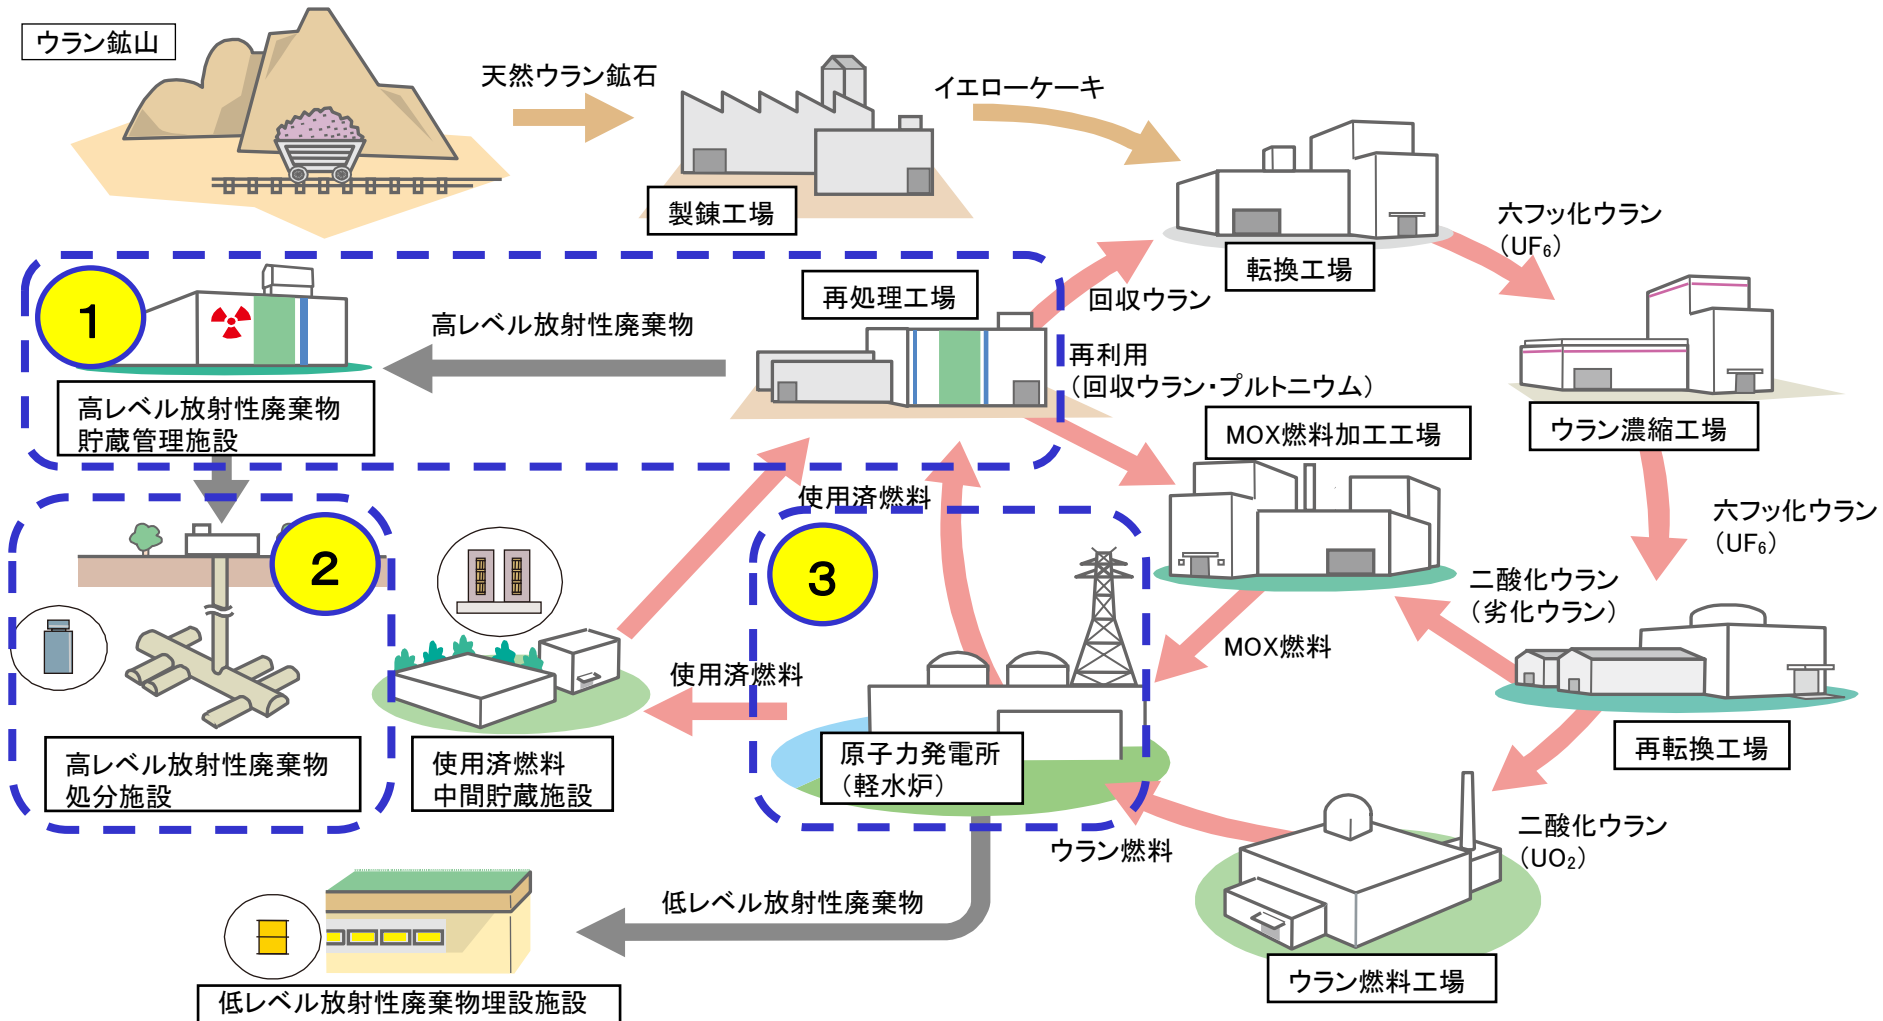 ウラン鉱山
天然ウラン鉱石
イエローケーキ
製錬工場
六フッ化ウラン
（UF₆）
転換工場
1
再処理工場
回収ウラン
高レベル放射性廃棄物
再利用
（回収ウラン・プルトニウム）
高レベル放射性廃棄物
貯蔵管理施設
MOX燃料加工工場
ウラン濃縮工場
使用済燃料
六フッ化ウラン
（UF₆）
2
3
二酸化ウラン
（劣化ウラン）
MOX燃料
使用済燃料
高レベル放射性廃棄物
処分施設
使用済燃料
中間貯蔵施設
原子力発電所
（軽水炉）
再転換工場
ウラン燃料
二酸化ウラン
（UO₂）
低レベル放射性廃棄物
ウラン燃料工場
低レベル放射性廃棄物埋設施設